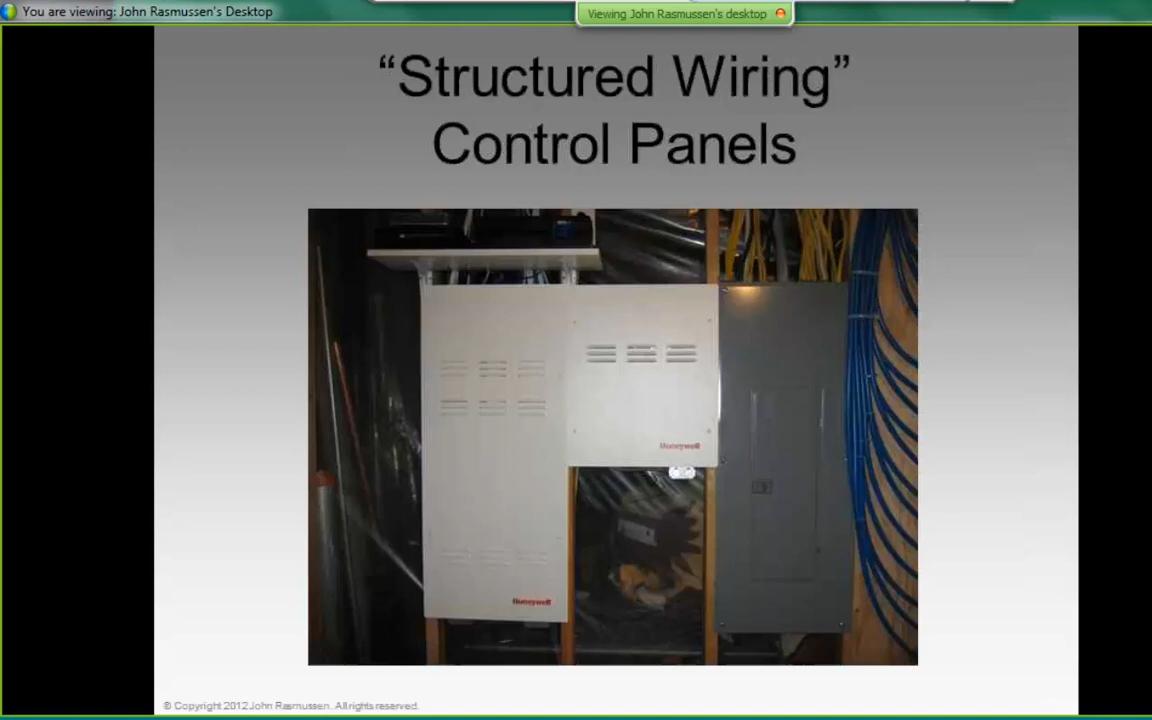 You are viewing: John Rasmussen's Desktop
Viewing John Rasmussen's desktop
“Structured Wiring”
Control Panels
Honeywell
Honeywell
© Copyright 2012 John Rasmussen. All rights reserved.